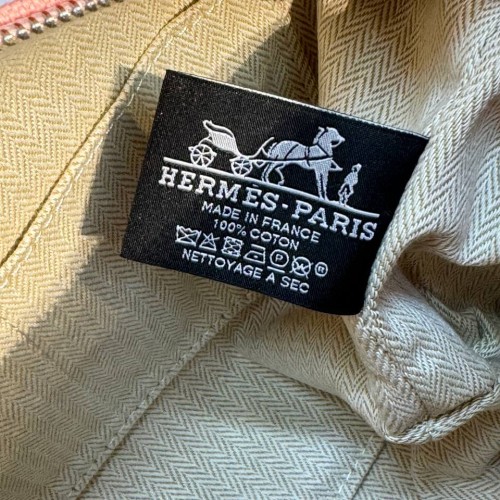 HERMÈS-PARIS
MADE IN FRANCE
100% COTON
NETTOYAGE A SEC